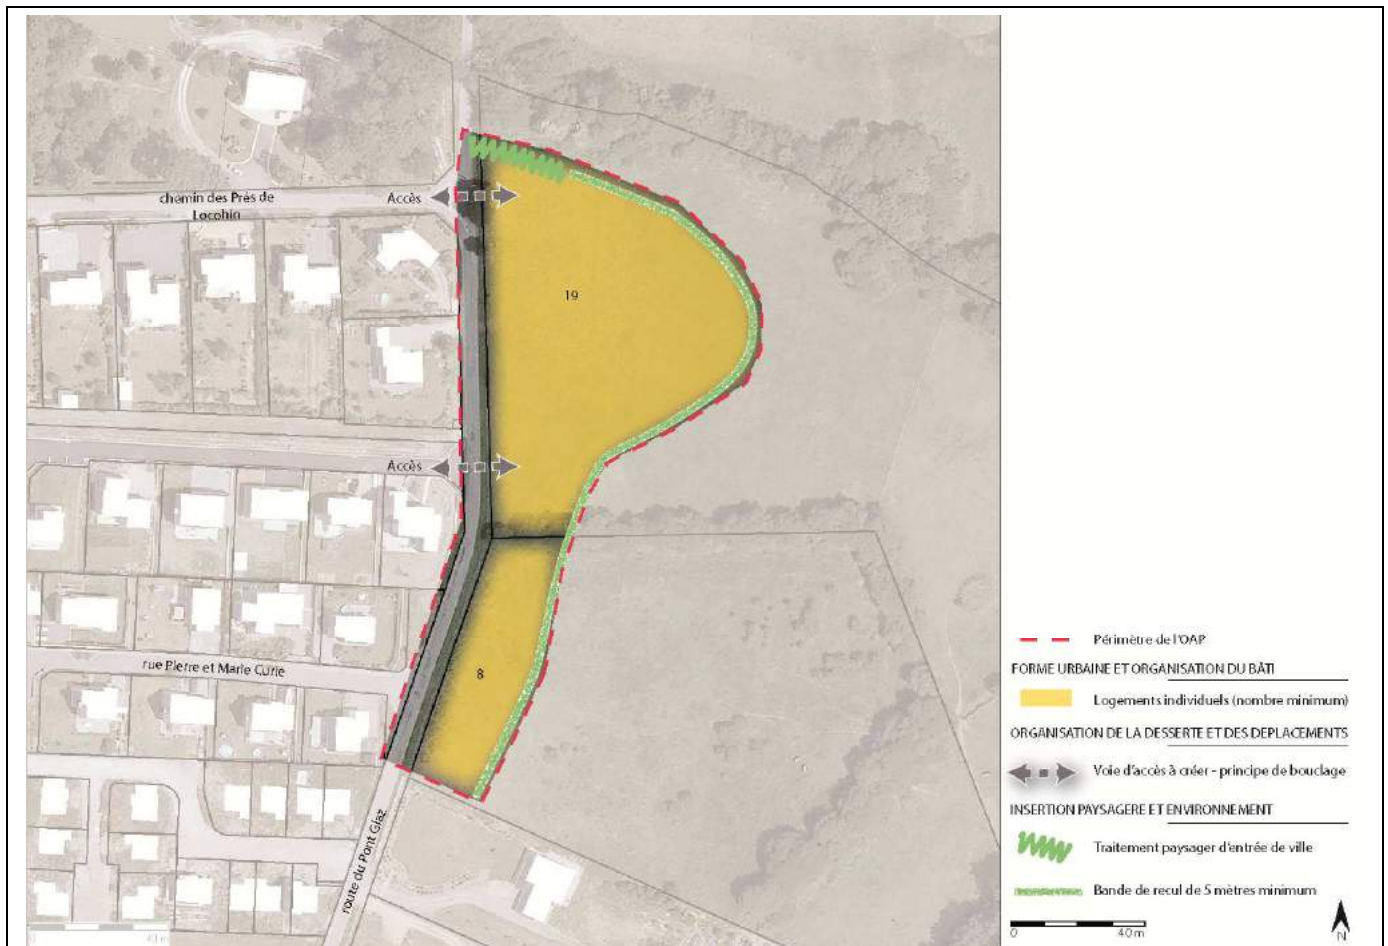 chemin des Prés de
Locohin
Accès
19
Accès
rue Pierre et Marie Curie
8
route du Pont Glaz
Périmètre de l'OAP
FORME URBAINE ET ORGANISATION DU BÂTI
Logements individuels (nombre minimum)
ORGANISATION DE LA DESSERTE ET DES DEPLACEMENTS
Voie d'accès à créer - principe de bouclage
INSERTION PAYSAGERE ET ENVIRONNEMENT
Traitement paysager d'entrée de ville
Bande de recul de 5 mètres minimum
0 40 m
N
0 40 m